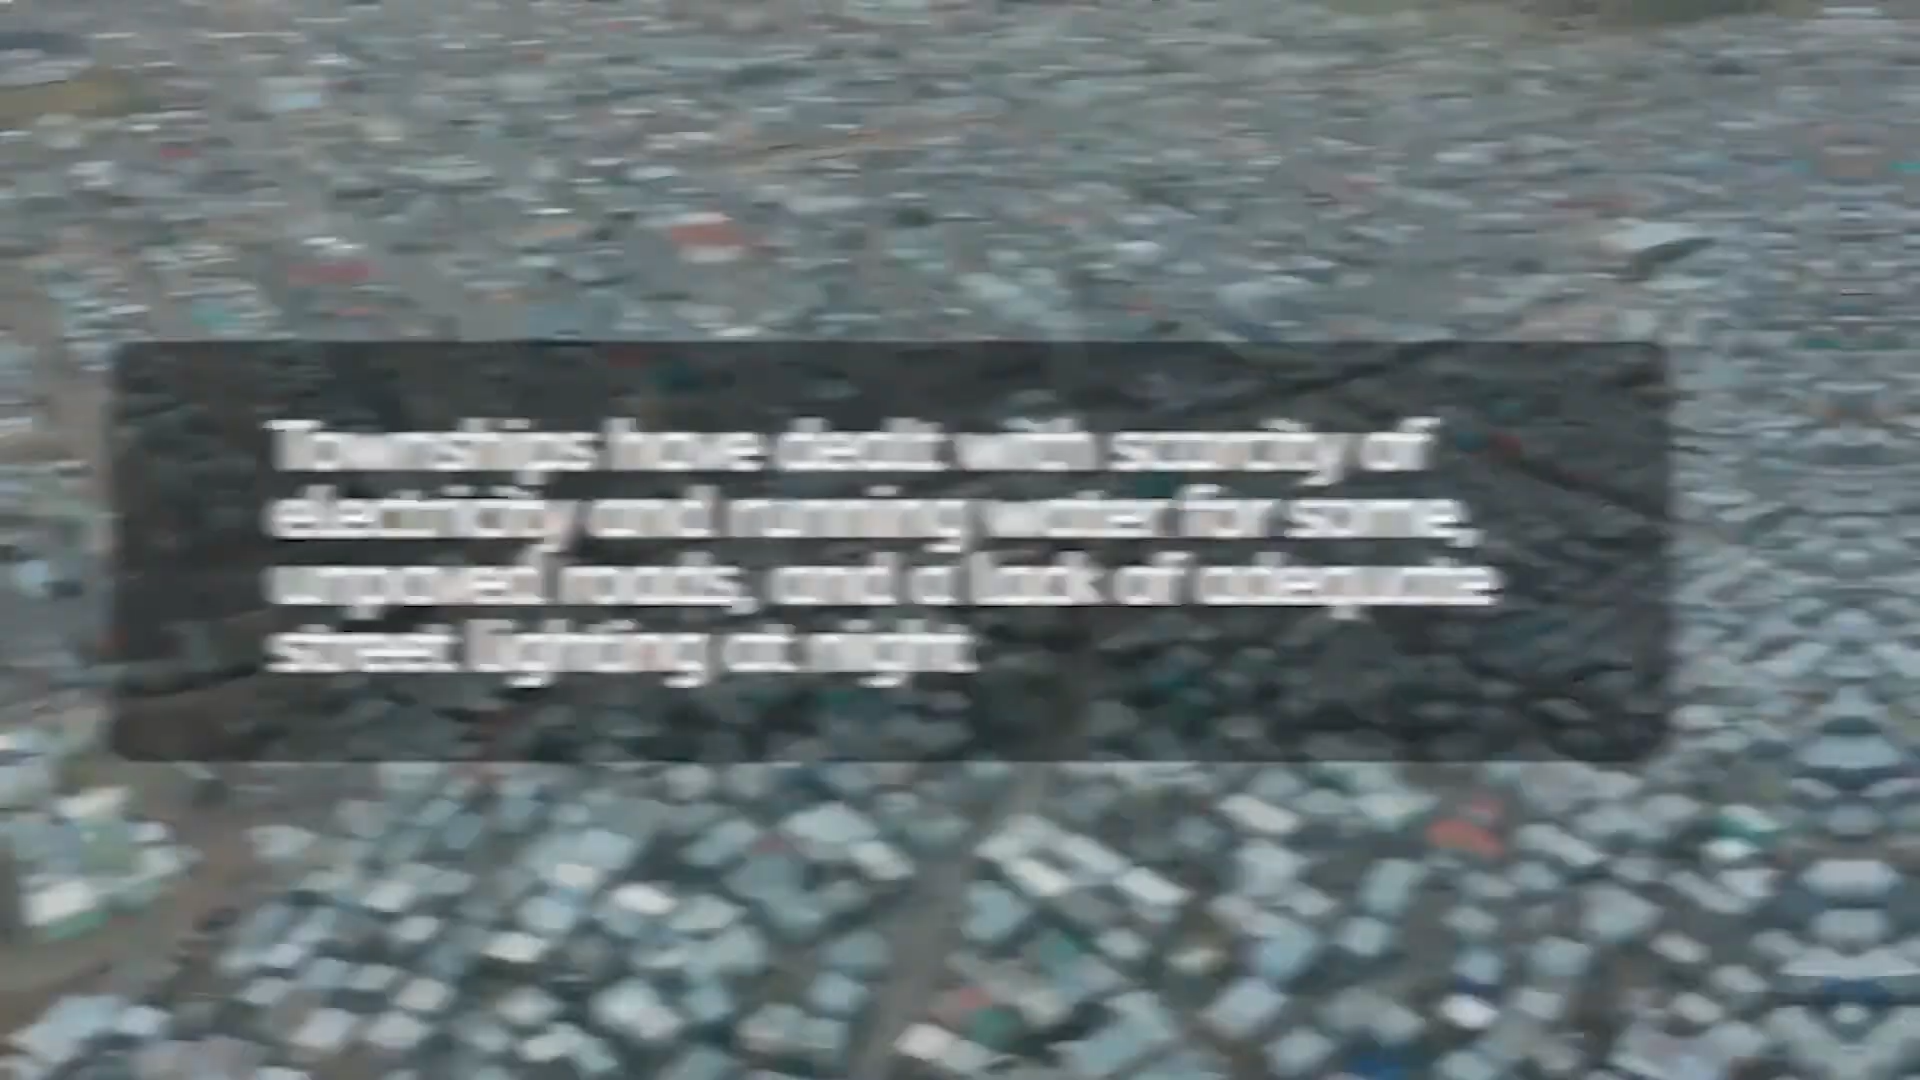 Townships have dealt with scarcity of
electricity and running water for some,
unpaved roads, and a lack of adequate
street lighting at night.